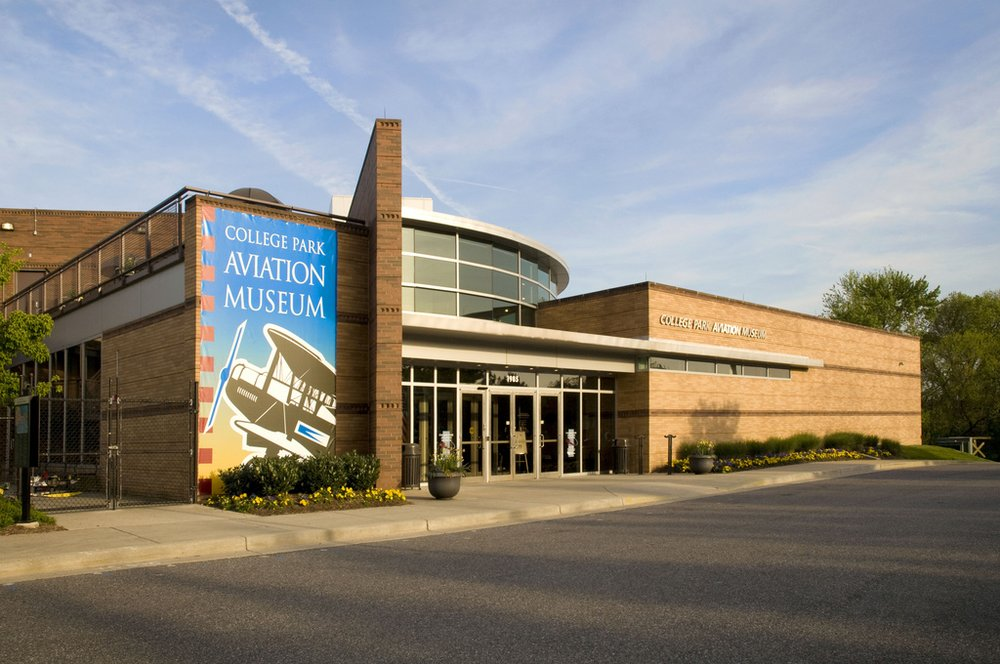 COLLEGE PARK
AVIATION
MUSEUM
1985
COLLEGE PARK AVIATION MUSEUM